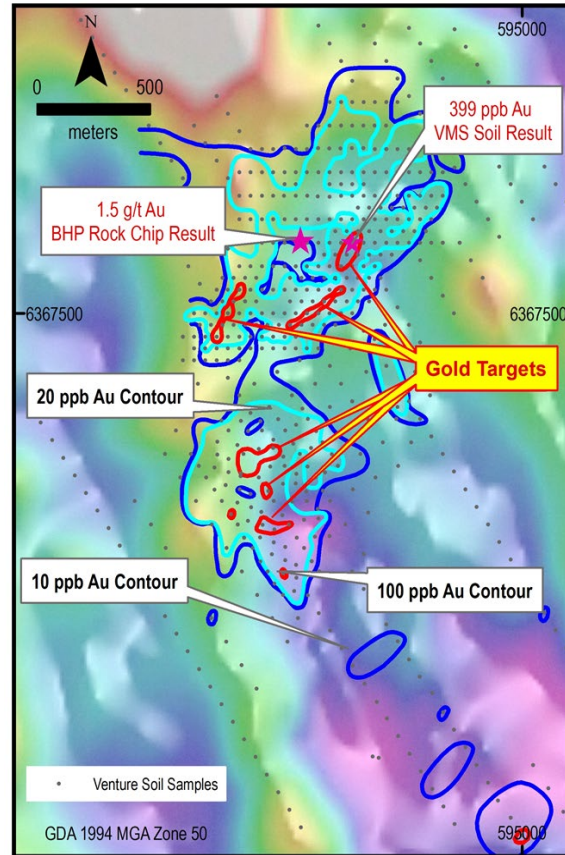 595000
N
0 500
meters
399 ppb Au
VMS Soil Result
1.5 g/t Au
BHP Rock Chip Result
6367500
6367500
Gold Targets
20 ppb Au Contour
10 ppb Au Contour
100 ppb Au Contour
Venture Soil Samples
GDA 1994 MGA Zone 50
595000